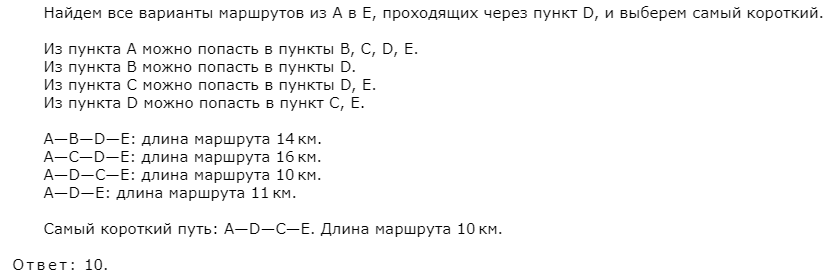 Найдем все варианты маршрутов из A в E, проходящих через пункт D, и выберем самый короткий.
Из пункта A можно попасть в пункты B, C, D, E.
Из пункта B можно попасть в пункты D.
Из пункта C можно попасть в пункты D, E.
Из пункта D можно попасть в пункт C, E.
A—B—D—E: длина маршрута 14 км.
A—C—D—E: длина маршрута 16 км.
A—D—C—E: длина маршрута 10 км.
A—D—E: длина маршрута 11 км.
Самый короткий путь: A—D—C—E. Длина маршрута 10 км.
Ответ: 10.